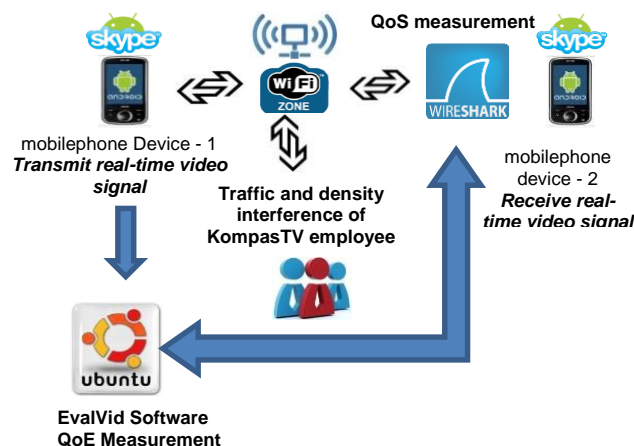 skype
ANDROID
mobilephone Device - 1
Transmit real-time video
signal
WiFi
ZONE
Traffic and density
interference of
KompasTV employee
QoS measurement
WIRESHARK
skype
mobilephone
device - 2
Receive real-
time video signal
ubuntu
EvalVid Software
QoE Measurement